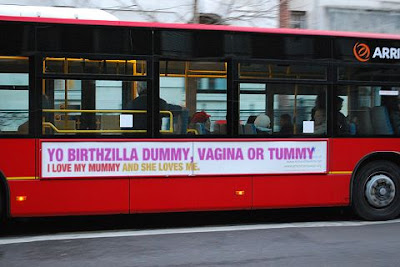 ARRI
YO BIRTHZILLA DUMMY, VAGINA OR TUMMY
I LOVE MY MUMMY AND SHE LOVES ME.